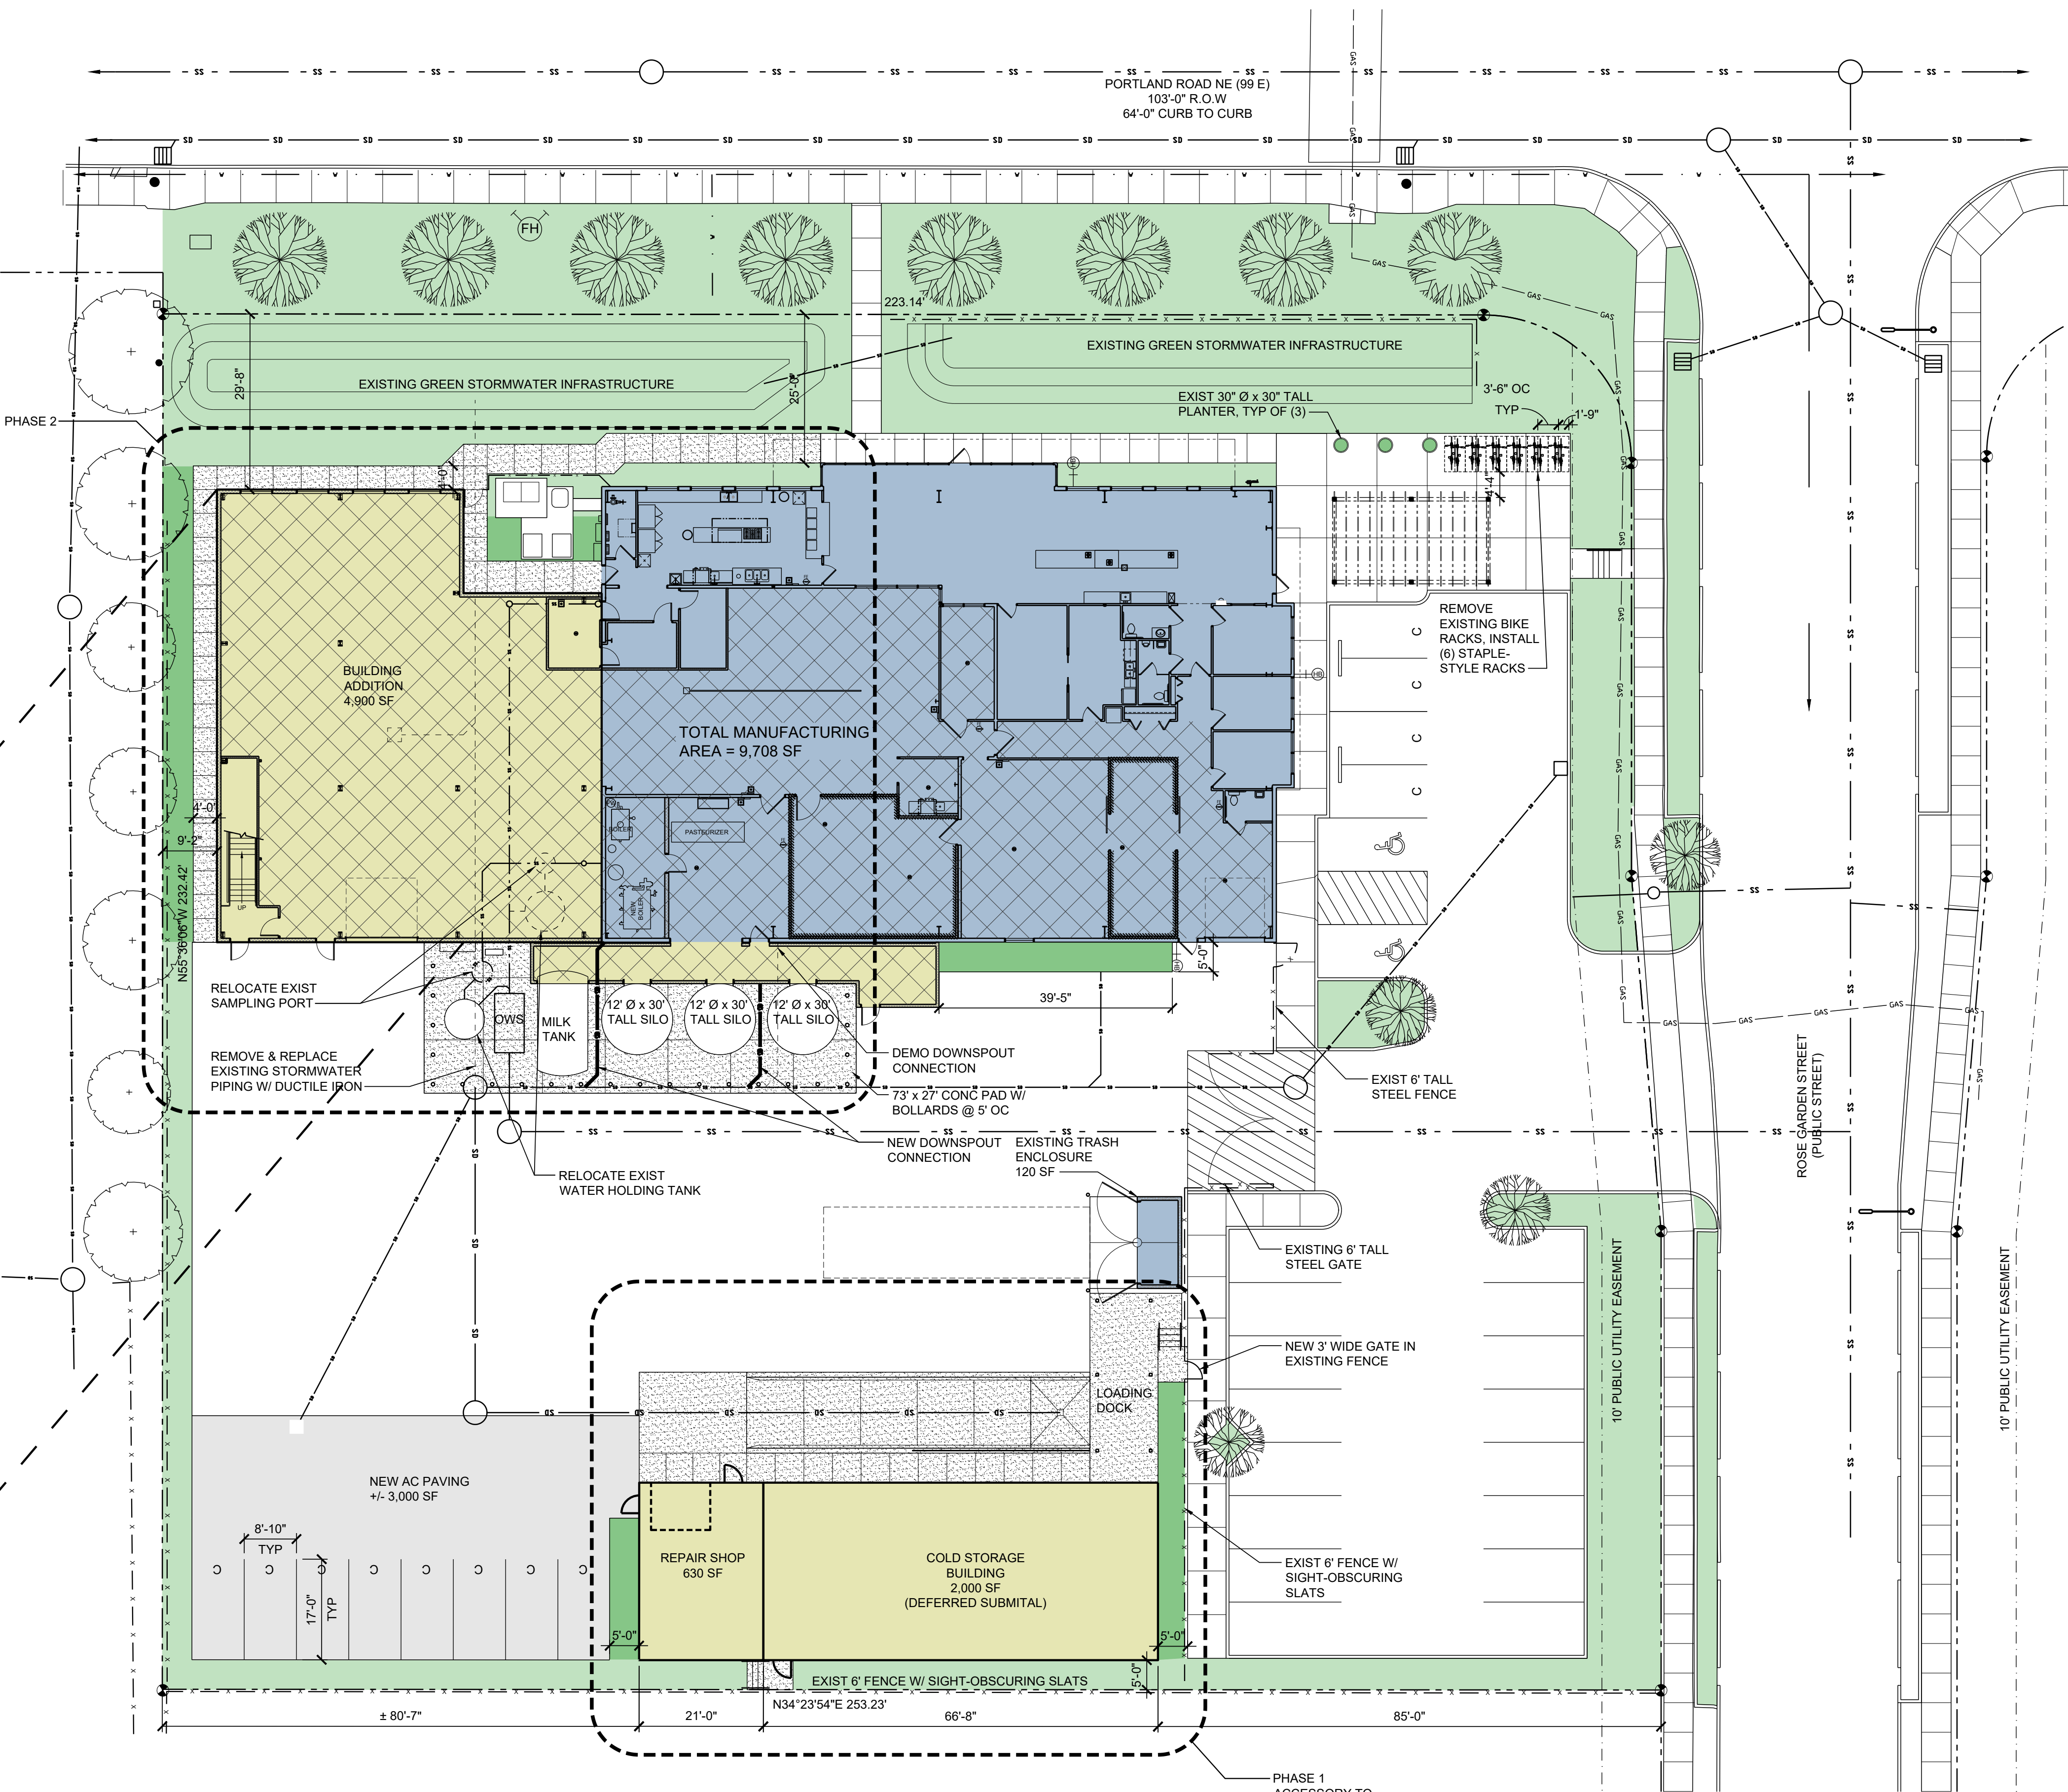 PORTLAND ROAD NE (99 E)
103'-0" R.O.W
64'-0" CURB TO CURB
FH
223.14'
EXISTING GREEN STORMWATER INFRASTRUCTURE
EXISTING GREEN STORMWATER INFRASTRUCTURE
29'-8"
25'-0"
EXIST 30" Ø x 30" TALL
PLANTER, TYP OF (3)
3'-6" OC
TYP
1'-9"
PHASE 2
4'-0"
4'-4"
REMOVE
EXISTING BIKE
RACKS, INSTALL
(6) STAPLE-
STYLE RACKS
BUILDING
ADDITION
4,900 SF
TOTAL MANUFACTURING
AREA = 9,708 SF
4'-0"
9'-2"
N55°36'06"W 232.42'
BOILER
PASTEURIZER
NEW
BOILER
UP
C
C
C
C
HB
HB
HB
RELOCATE EXIST
SAMPLING PORT
OWS
MILK
TANK
12' Ø x 30'
TALL SILO
12' Ø x 30'
TALL SILO
12' Ø x 30'
TALL SILO
39'-5"
5'-0"
REMOVE & REPLACE
EXISTING STORMWATER
PIPING W/ DUCTILE IRON
DEMO DOWNSPOUT
CONNECTION
73' x 27' CONC PAD W/
BOLLARDS @ 5' OC
EXIST 6' TALL
STEEL FENCE
NEW DOWNSPOUT
CONNECTION
EXISTING TRASH
ENCLOSURE
120 SF
RELOCATE EXIST
WATER HOLDING TANK
ROSE GARDEN STREET
(PUBLIC STREET)
EXISTING 6' TALL
STEEL GATE
10' PUBLIC UTILITY EASEMENT
10' PUBLIC UTILITY EASEMENT
NEW 3' WIDE GATE IN
EXISTING FENCE
LOADING
DOCK
NEW AC PAVING
+/- 3,000 SF
8'-10"
TYP
C
C
C
C
C
C
C
C
17'-0"
TYP
REPAIR SHOP
630 SF
COLD STORAGE
BUILDING
2,000 SF
(DEFERRED SUBMITAL)
EXIST 6' FENCE W/
SIGHT-OBSCURING
SLATS
5'-0"
5'-0"
5'-0"
EXIST 6' FENCE W/ SIGHT-OBSCURING SLATS
N34°23'54"E 253.23'
± 80'-7"
21'-0"
66'-8"
85'-0"
PHASE 1